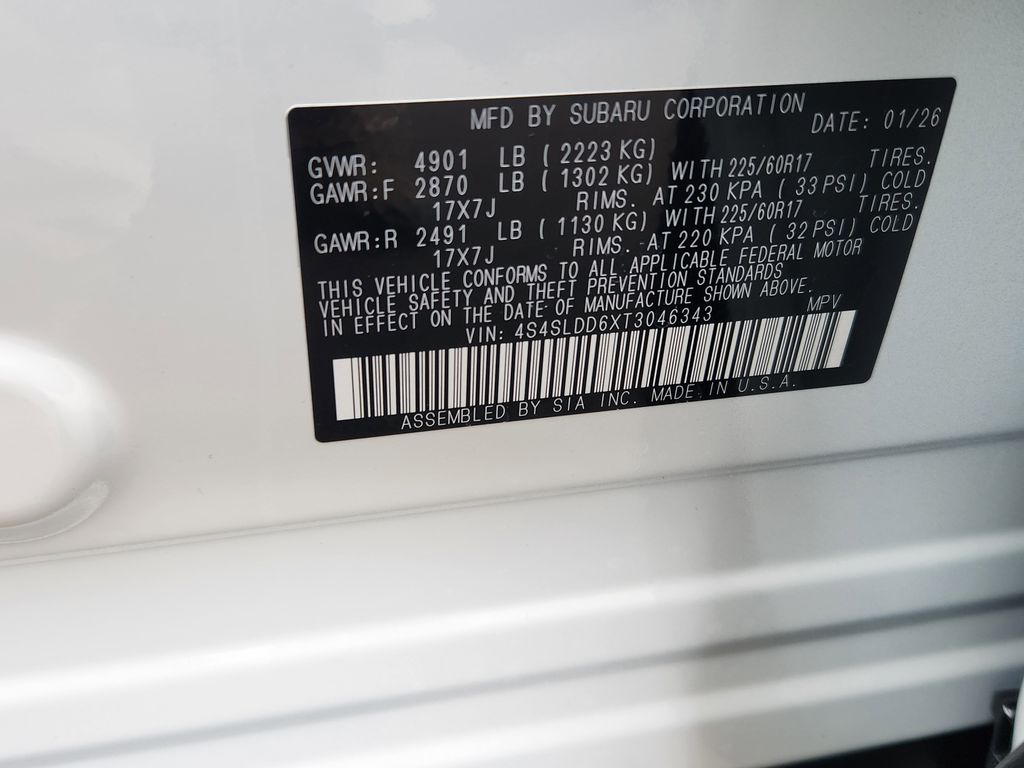 MFD BY SUBARU CORPORATION DATE: 01/26
GVWR: 4901 LB ( 2223 KG)
GAWR:F 2870 LB ( 1302 KG) WITH 225/60R17 TIRES.
17X7J RIMS. AT 230 KPA ( 33 PSI) COLD
GAWR:R 2491 LB ( 1130 KG) WITH 225/60R17 TIRES.
17X7J RIMS. AT 220 KPA ( 32 PSI) COLD
THIS VEHICLE CONFORMS TO ALL APPLICABLE FEDERAL MOTOR
VEHICLE SAFETY AND THEFT PREVENTION STANDARDS
IN EFFECT ON THE DATE OF MANUFACTURE SHOWN ABOVE.
VIN: 4S4SLDD6XT3046343 MPV
ASSEMBLED BY SIA INC. MADE IN U.S.A.